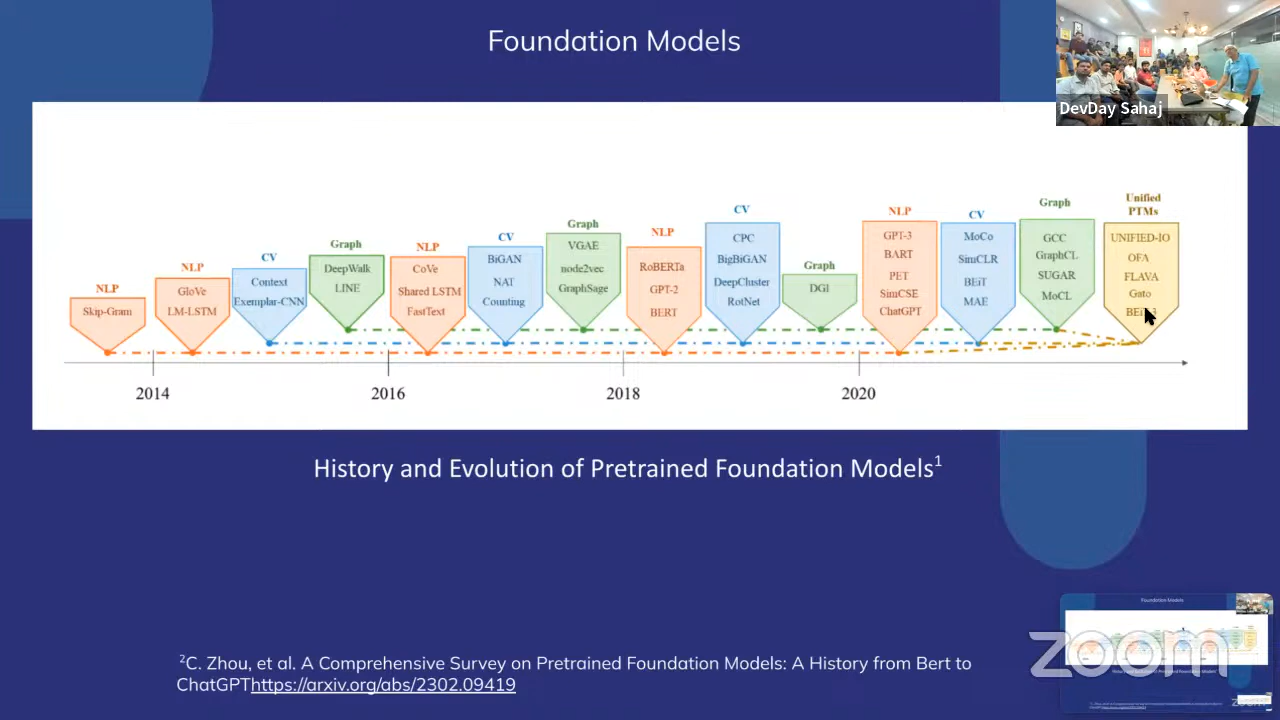 Foundation Models
DevDay Sahaj
NLP
Skip-Gram
NLP
GloVe
LM-LSTM
CV
Context
Exemplar-CNN
Graph
DeepWalk
LINE
NLP
CoVe
Shared LSTM
FastText
CV
BiGAN
NAT
Counting
Graph
VGAE
node2vec
GraphSage
NLP
RoBERTa
GPT-2
BERT
CV
CPC
BigBiGAN
DeepCluster
RotNet
Graph
DGI
NLP
GPT-3
BART
PET
SimCSE
ChatGPT
CV
MoCo
SimCLR
BEiT
MAE
Graph
GCC
GraphCL
SUGAR
MoCL
Unified
PTMs
UNIFIED-IO
OFA
FLAVA
Gato
2014
2016
2018
2020
History and Evolution of Pretrained Foundation Models1
2C. Zhou, et al. A Comprehensive Survey on Pretrained Foundation Models: A History from Bert to
ChatGPThttps://arxiv.org/abs/2302.09419
Foundation Models
zoom